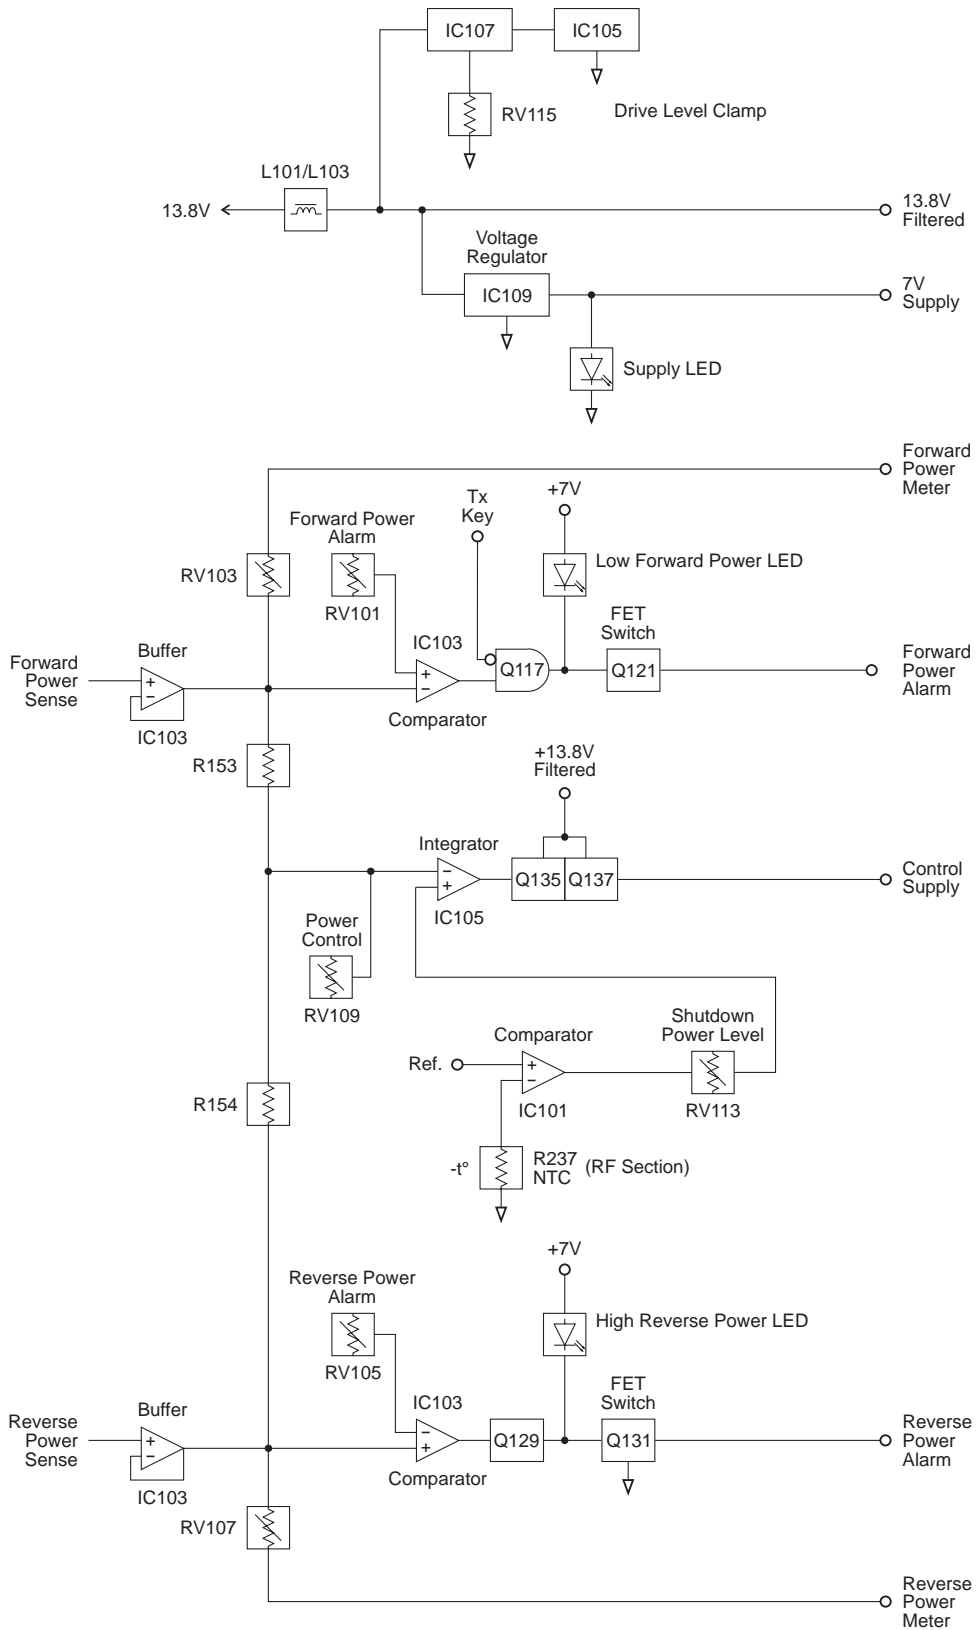 IC107
IC105
RV115
Drive Level Clamp
L101/L103
13.8V
13.8V
Filtered
Voltage
Regulator
IC109
7V
Supply
Supply LED
Forward
Power
Meter
Tx
Key
+7V
Forward Power
Alarm
Low Forward Power LED
RV103
RV101
FET
Switch
IC103
Buffer
Forward
Power
Sense
+
-
IC103
+
-
Comparator
Q117
Q121
Forward
Power
Alarm
R153
+13.8V
Filtered
Integrator
-
+
IC105
Q135
Q137
Control
Supply
Power
Control
RV109
Shutdown
Power Level
Comparator
Ref.
+
-
IC101
RV113
R154
-t°
R237
NTC
(RF Section)
+7V
Reverse Power
Alarm
High Reverse Power LED
RV105
FET
Switch
IC103
Buffer
Reverse
Power
Sense
+
-
IC103
-
+
Comparator
Q129
Q131
Reverse
Power
Alarm
RV107
Reverse
Power
Meter